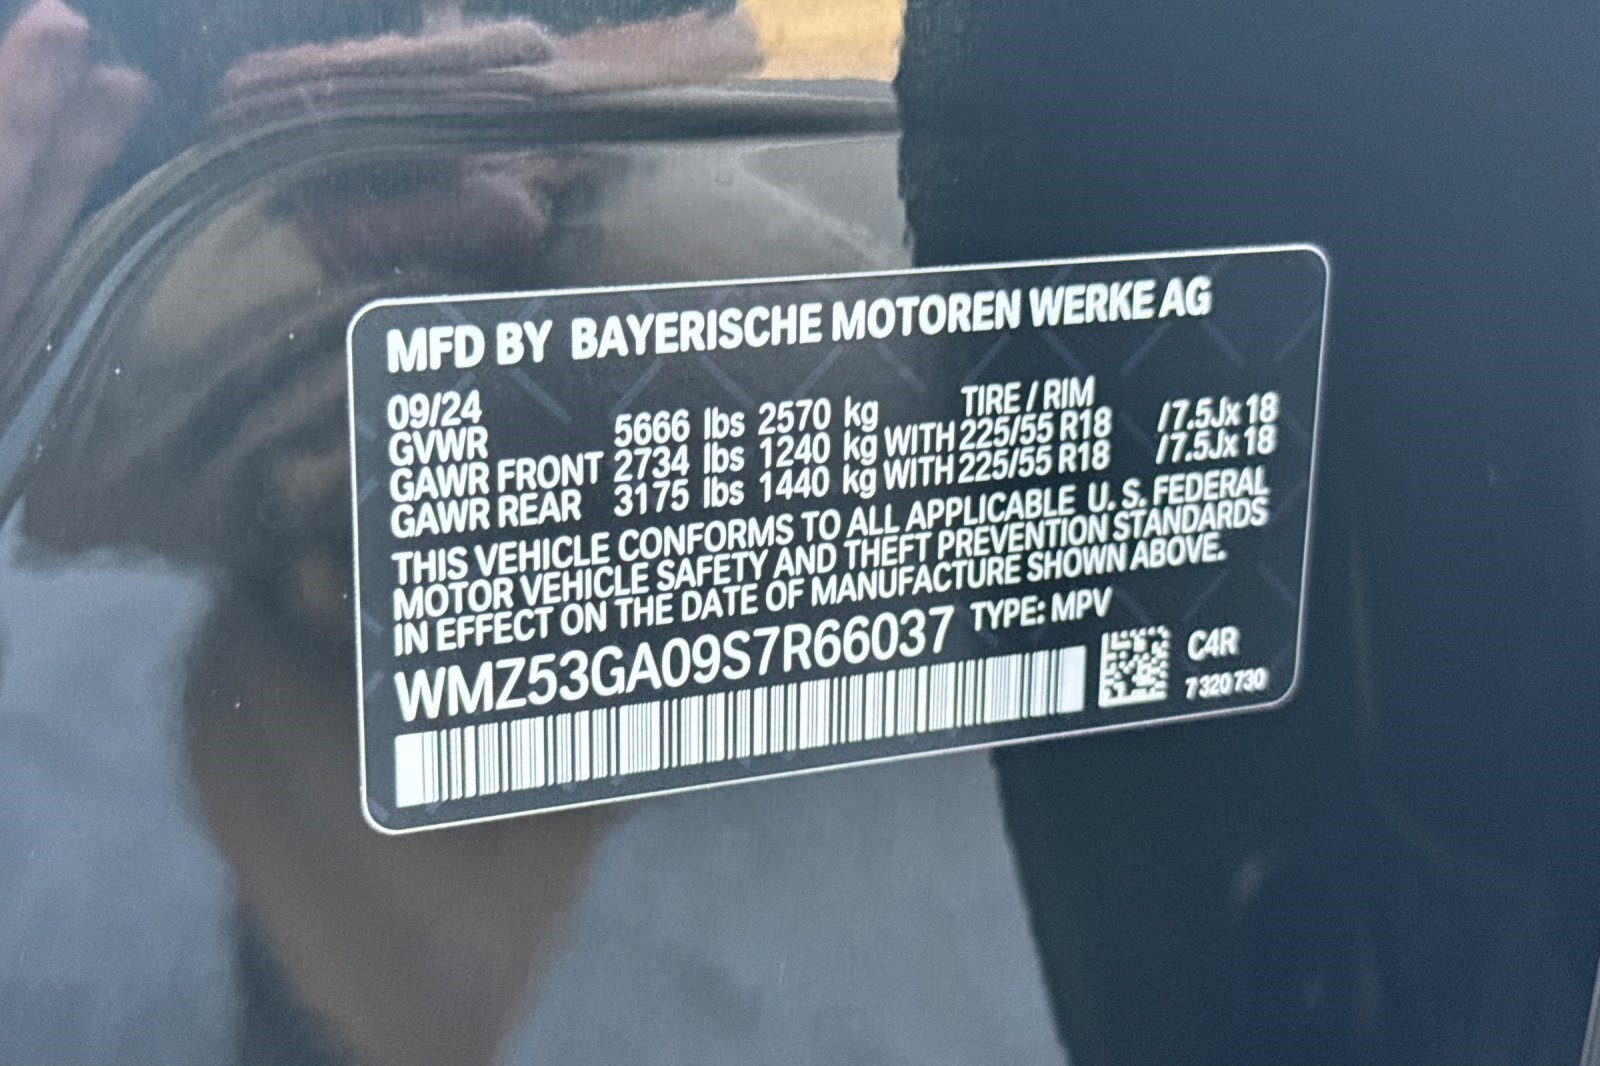 MFD BY BAYERISCHE MOTOREN WERKE AG
09/24 TIRE / RIM
GVWR 5666 lbs 2570 kg
GAWR FRONT 2734 lbs 1240 kg WITH 225/55 R18 /7.5Jx18
GAWR REAR 3175 lbs 1440 kg WITH 225/55 R18 /7.5Jx18
THIS VEHICLE CONFORMS TO ALL APPLICABLE U. S. FEDERAL
MOTOR VEHICLE SAFETY AND THEFT PREVENTION STANDARDS
IN EFFECT ON THE DATE OF MANUFACTURE SHOWN ABOVE.
WMZ53GA09S7R66037 TYPE: MPV
C4R
7 320 730